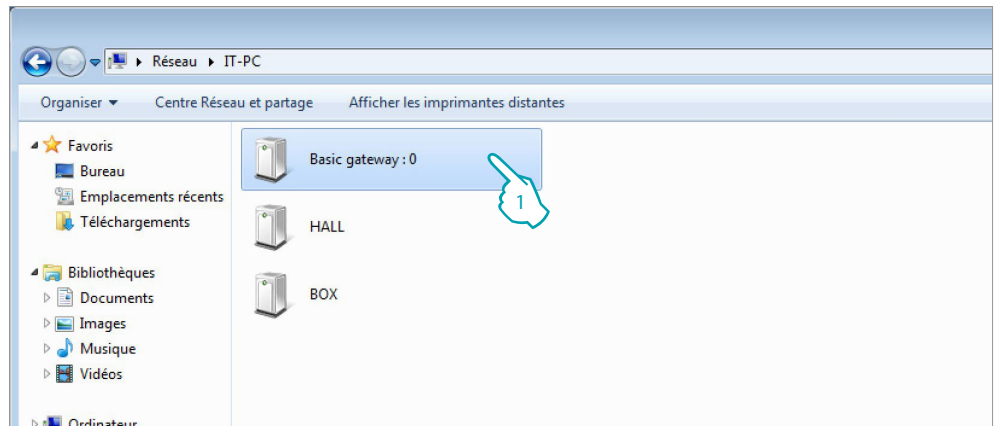 Réseau IT-PC
Organiser Centre Réseau et partage Afficher les imprimantes distantes
Favoris
Bureau
Emplacements récents
Téléchargements
Bibliothèques
Documents
Images
Musique
Vidéos
Ordinateur
Basic gateway : 0
1
HALL
BOX